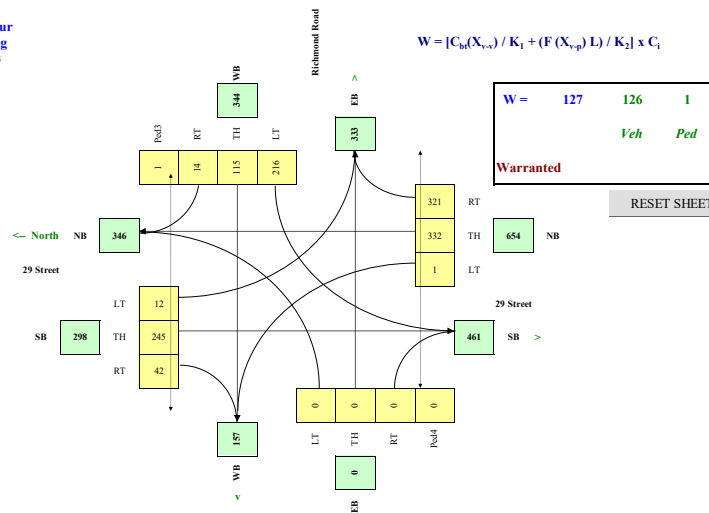 ur
g
Richmond Road
W = [Cbt(Xv-v) / K1 + (F (Xv-p) L) / K2] x Ci
WB
344
EB
333
^
W = 127 126 1
Veh Ped
Warranted
RESET SHEET
Ped3 RT TH LT
1 14 115 216
321 RT
332 TH
1 LT
654 NB
<-- North NB 346
29 Street
29 Street
LT 12
TH 245
RT 42
SB 298
461 SB >
0 0 0 0
LT TH RT Ped4
157
WB
v
0
EB